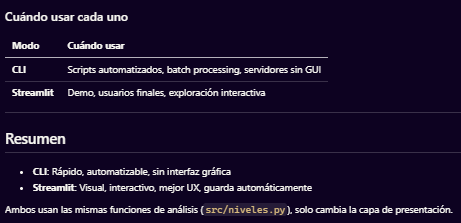 Cuándo usar cada uno
Modo Cuándo usar
CLI Scripts automatizados, batch processing, servidores sin GUI
Streamlit Demo, usuarios finales, exploración interactiva
Resumen
• CLI: Rápido, automatizable, sin interfaz gráfica
• Streamlit: Visual, interactivo, mejor UX, guarda automáticamente
Ambos usan las mismas funciones de análisis (src/niveles.py), solo cambia la capa de presentación.